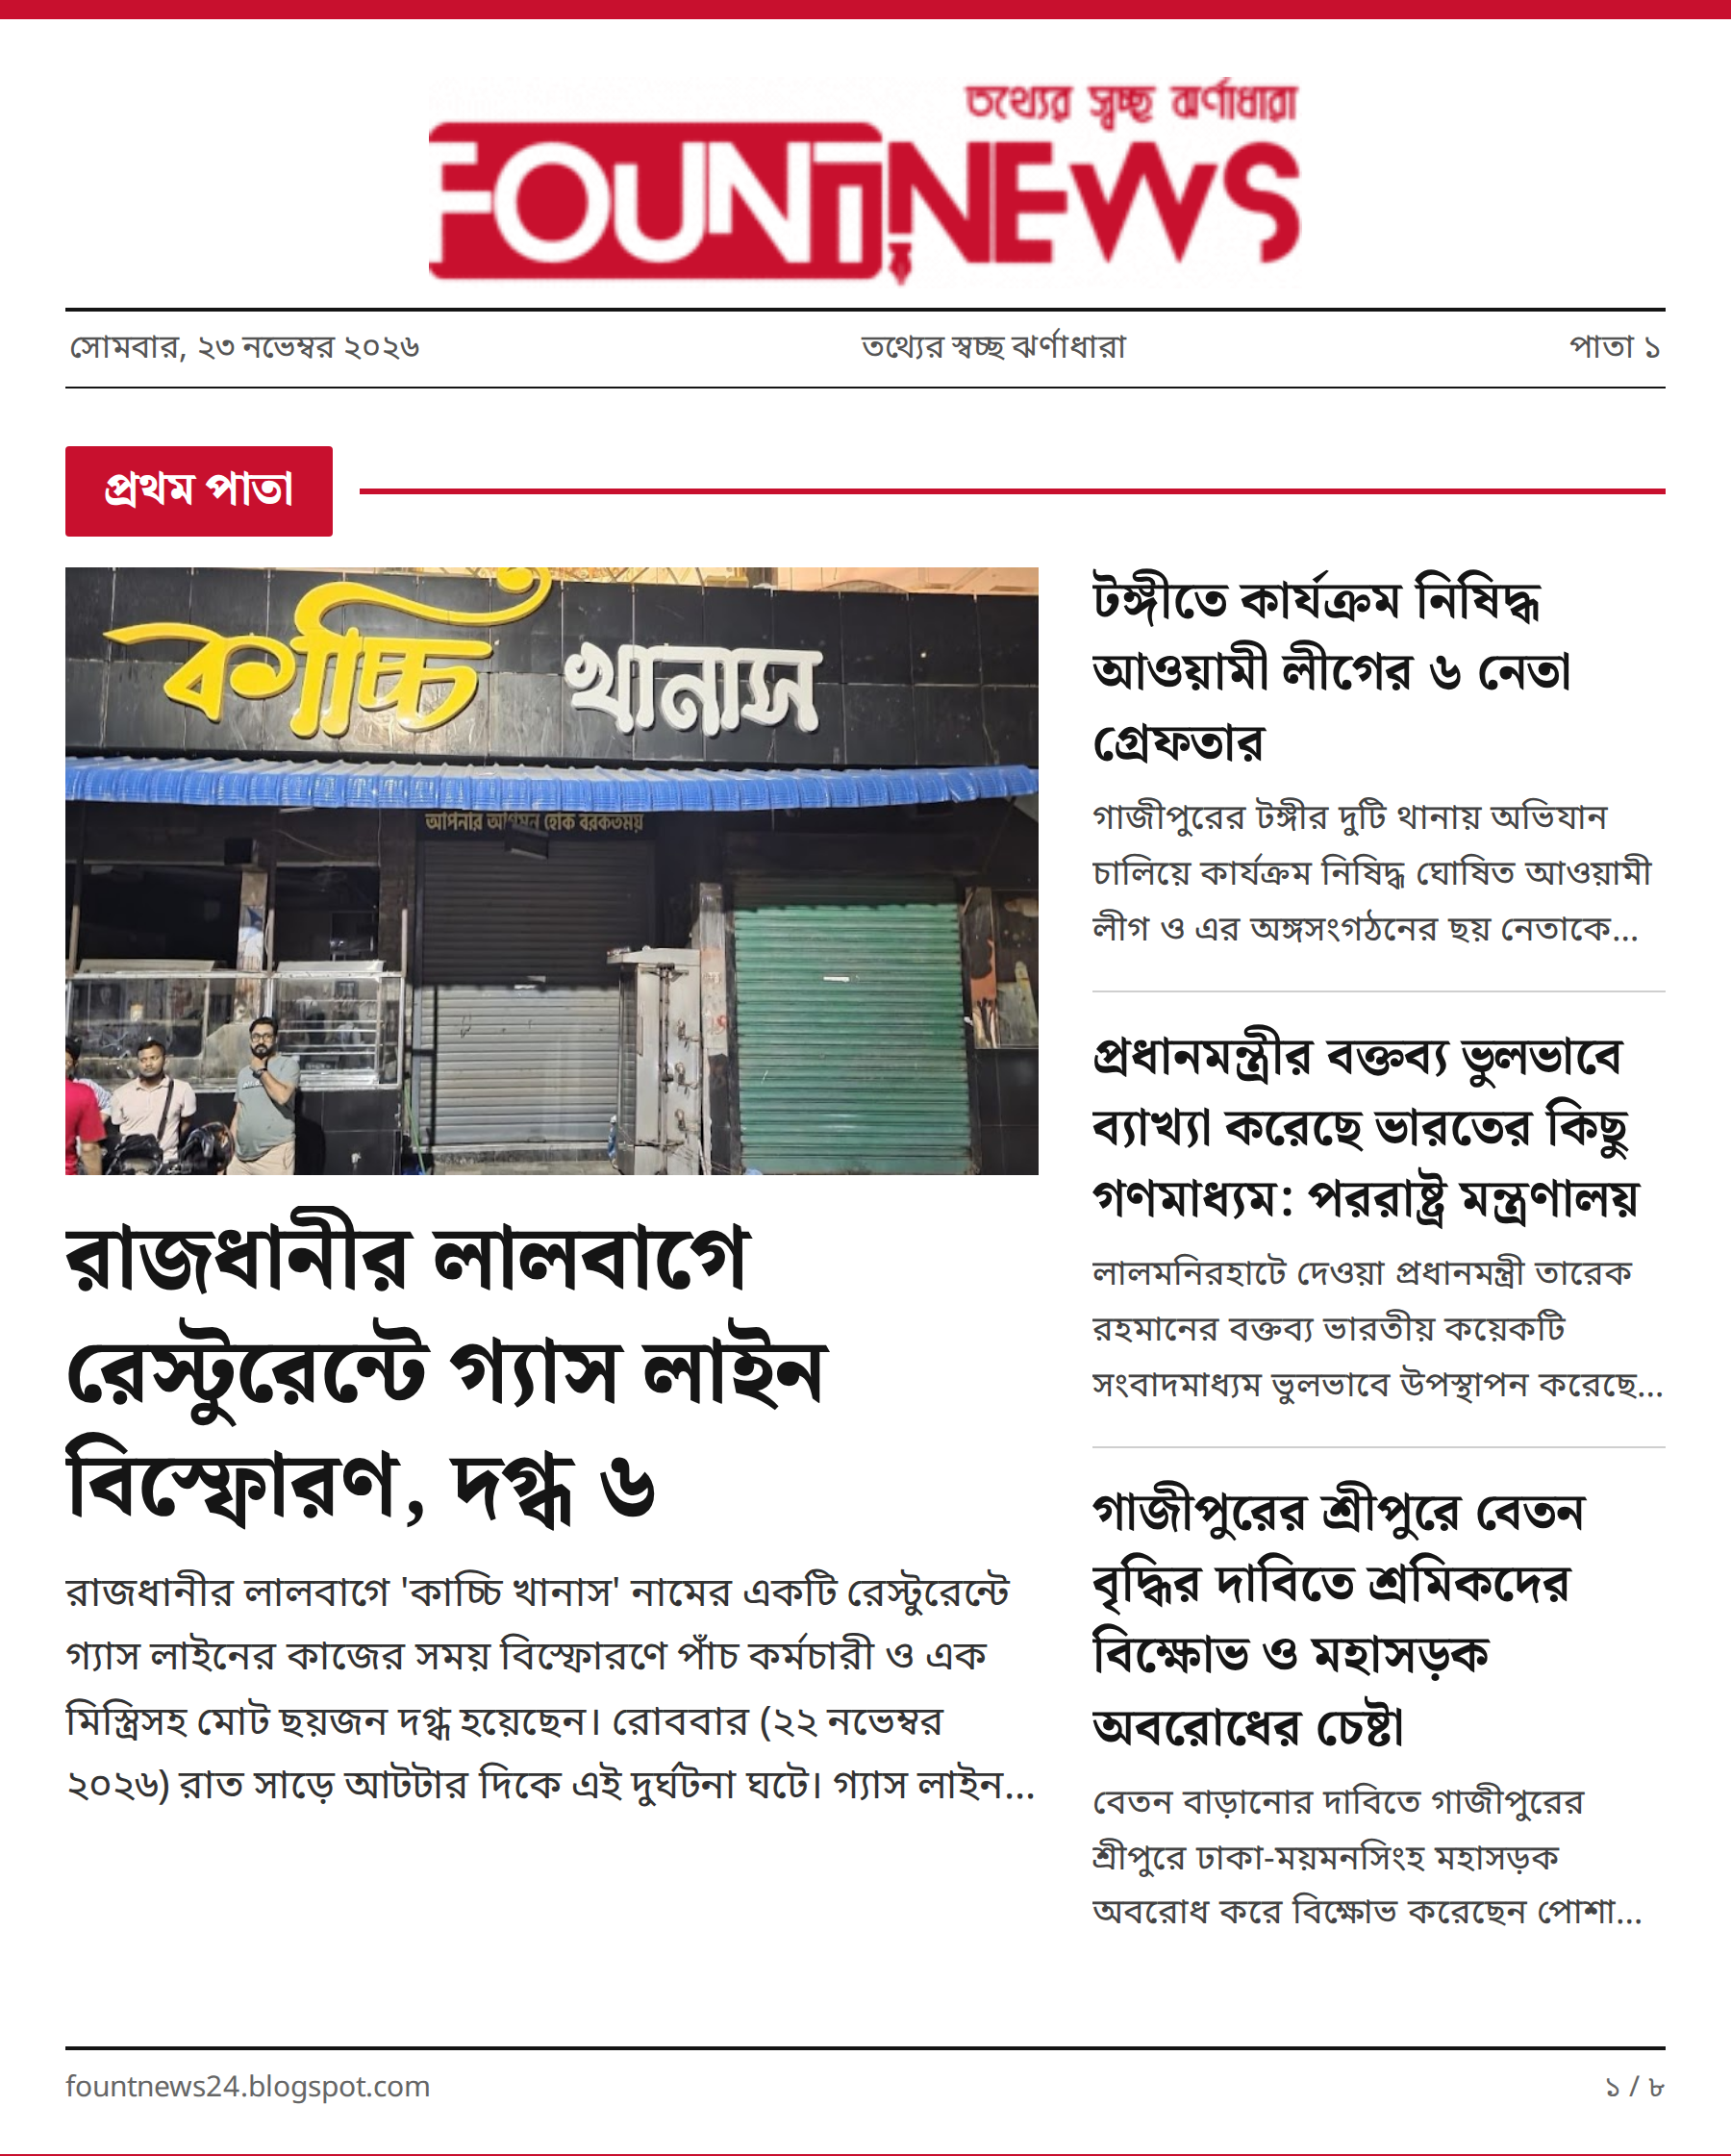 তথ্যের স্বচ্ছ ঝর্ণাধারা
FOUNT NEWS
সোমবার, ২৩ নভেম্বর ২০২৬
তথ্যের স্বচ্ছ ঝর্ণাধারা
পাতা ১
প্রথম পাতা
কাচ্চি খানাস
আপনার আগমন হোক বরকতময়
রাজধানীর লালবাগে
রেস্টুরেন্টে গ্যাস লাইন
বিস্ফোরণ, দগ্ধ ৬
রাজধানীর লালবাগে 'কাচ্চি খানাস' নামের একটি রেস্টুরেন্টে
গ্যাস লাইনের কাজের সময় বিস্ফোরণে পাঁচ কর্মচারী ও এক
মিস্ত্রিসহ মোট ছয়জন দগ্ধ হয়েছেন। রোববার (২২ নভেম্বর
২০২৬) রাত সাড়ে আটটার দিকে এই দুর্ঘটনা ঘটে। গ্যাস লাইন...
টঙ্গীতে কার্যক্রম নিষিদ্ধ
আওয়ামী লীগের ৬ নেতা
গ্রেফতার
গাজীপুরের টঙ্গীর দুটি থানায় অভিযান
চালিয়ে কার্যক্রম নিষিদ্ধ ঘোষিত আওয়ামী
লীগ ও এর অঙ্গসংগঠনের ছয় নেতাকে...
প্রধানমন্ত্রীর বক্তব্য ভুলভাবে
ব্যাখ্যা করেছে ভারতের কিছু
গণমাধ্যম: পররাষ্ট্র মন্ত্রণালয়
লালমনিরহাটে দেওয়া প্রধানমন্ত্রী তারেক
রহমানের বক্তব্য ভারতীয় কয়েকটি
সংবাদমাধ্যম ভুলভাবে উপস্থাপন করেছে...
গাজীপুরের শ্রীপুরে বেতন
বৃদ্ধির দাবিতে শ্রমিকদের
বিক্ষোভ ও মহাসড়ক
অবরোধের চেষ্টা
বেতন বাড়ানোর দাবিতে গাজীপুরের
শ্রীপুরে ঢাকা-ময়মনসিংহ মহাসড়ক
অবরোধ করে বিক্ষোভ করেছেন পোশা...
fountnews24.blogspot.com
১ / ৮